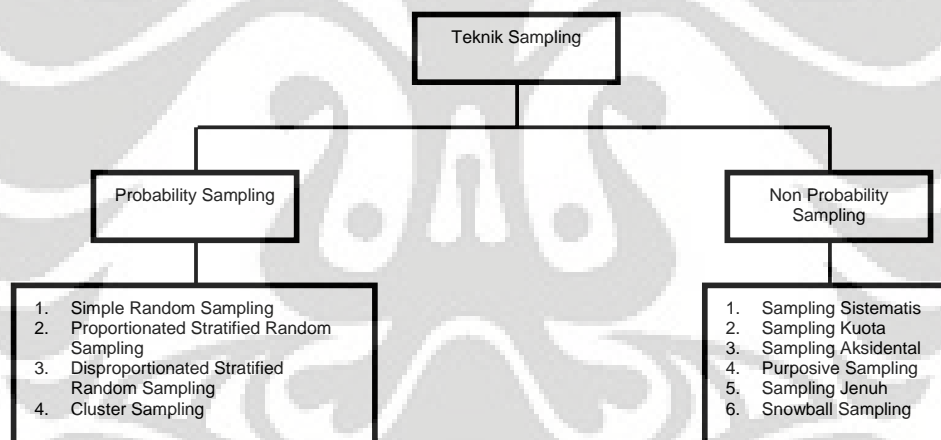 Teknik Sampling
Probability Sampling
Non Probability
Sampling
1. Simple Random Sampling
2. Proportionated Stratified Random
Sampling
3. Disproportionated Stratified
Random Sampling
4. Cluster Sampling
1. Sampling Sistematis
2. Sampling Kuota
3. Sampling Aksidental
4. Purposive Sampling
5. Sampling Jenuh
6. Snowball Sampling